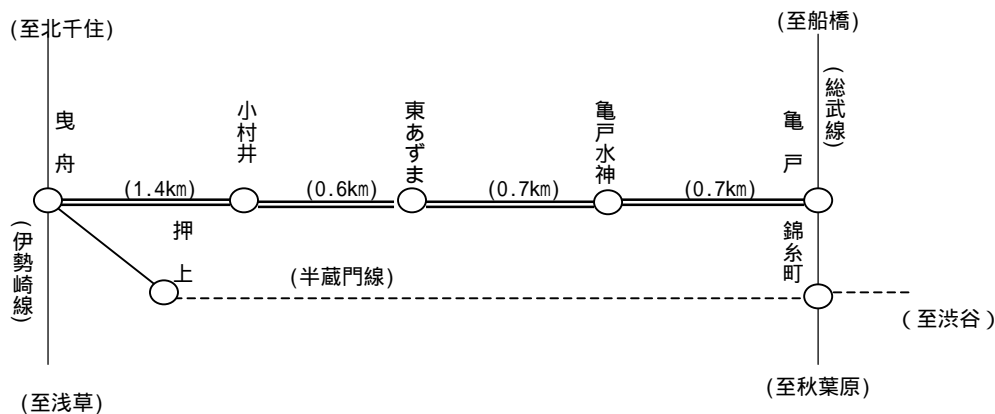 (至北千住)
(至船橋)
(総武線)
曳舟
小村井
東あずま
亀戸水神
亀戸
(1.4km)
(0.6km)
(0.7km)
(0.7km)
(伊勢崎線)
押上
(半蔵門線)
錦糸町
(至渋谷)
(至浅草)
(至秋葉原)